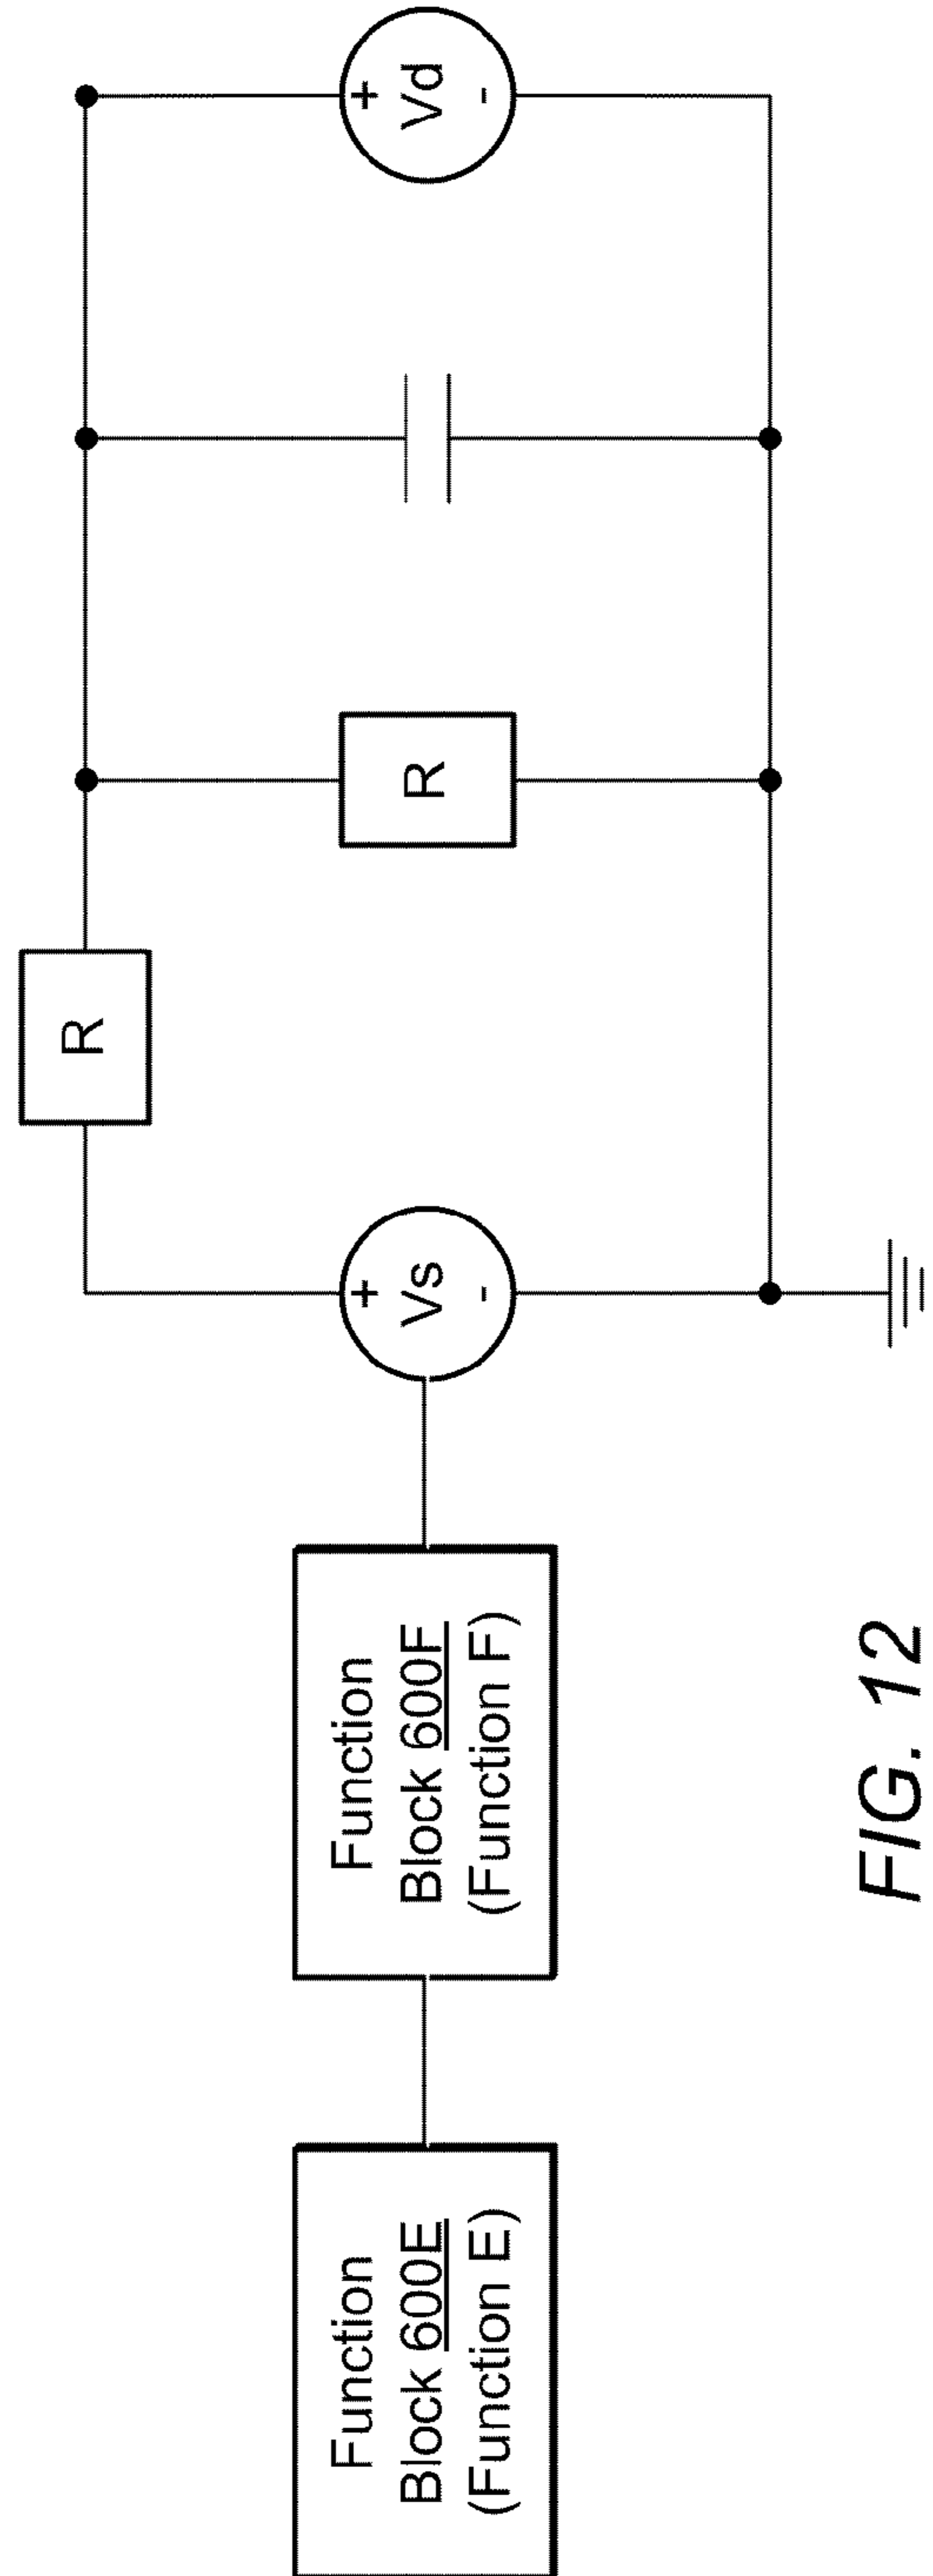 Function
Block 600E
(Function E)
Function
Block 600F
(Function F)
+
Vs
-
R
R
+
Vd
-
FIG. 12